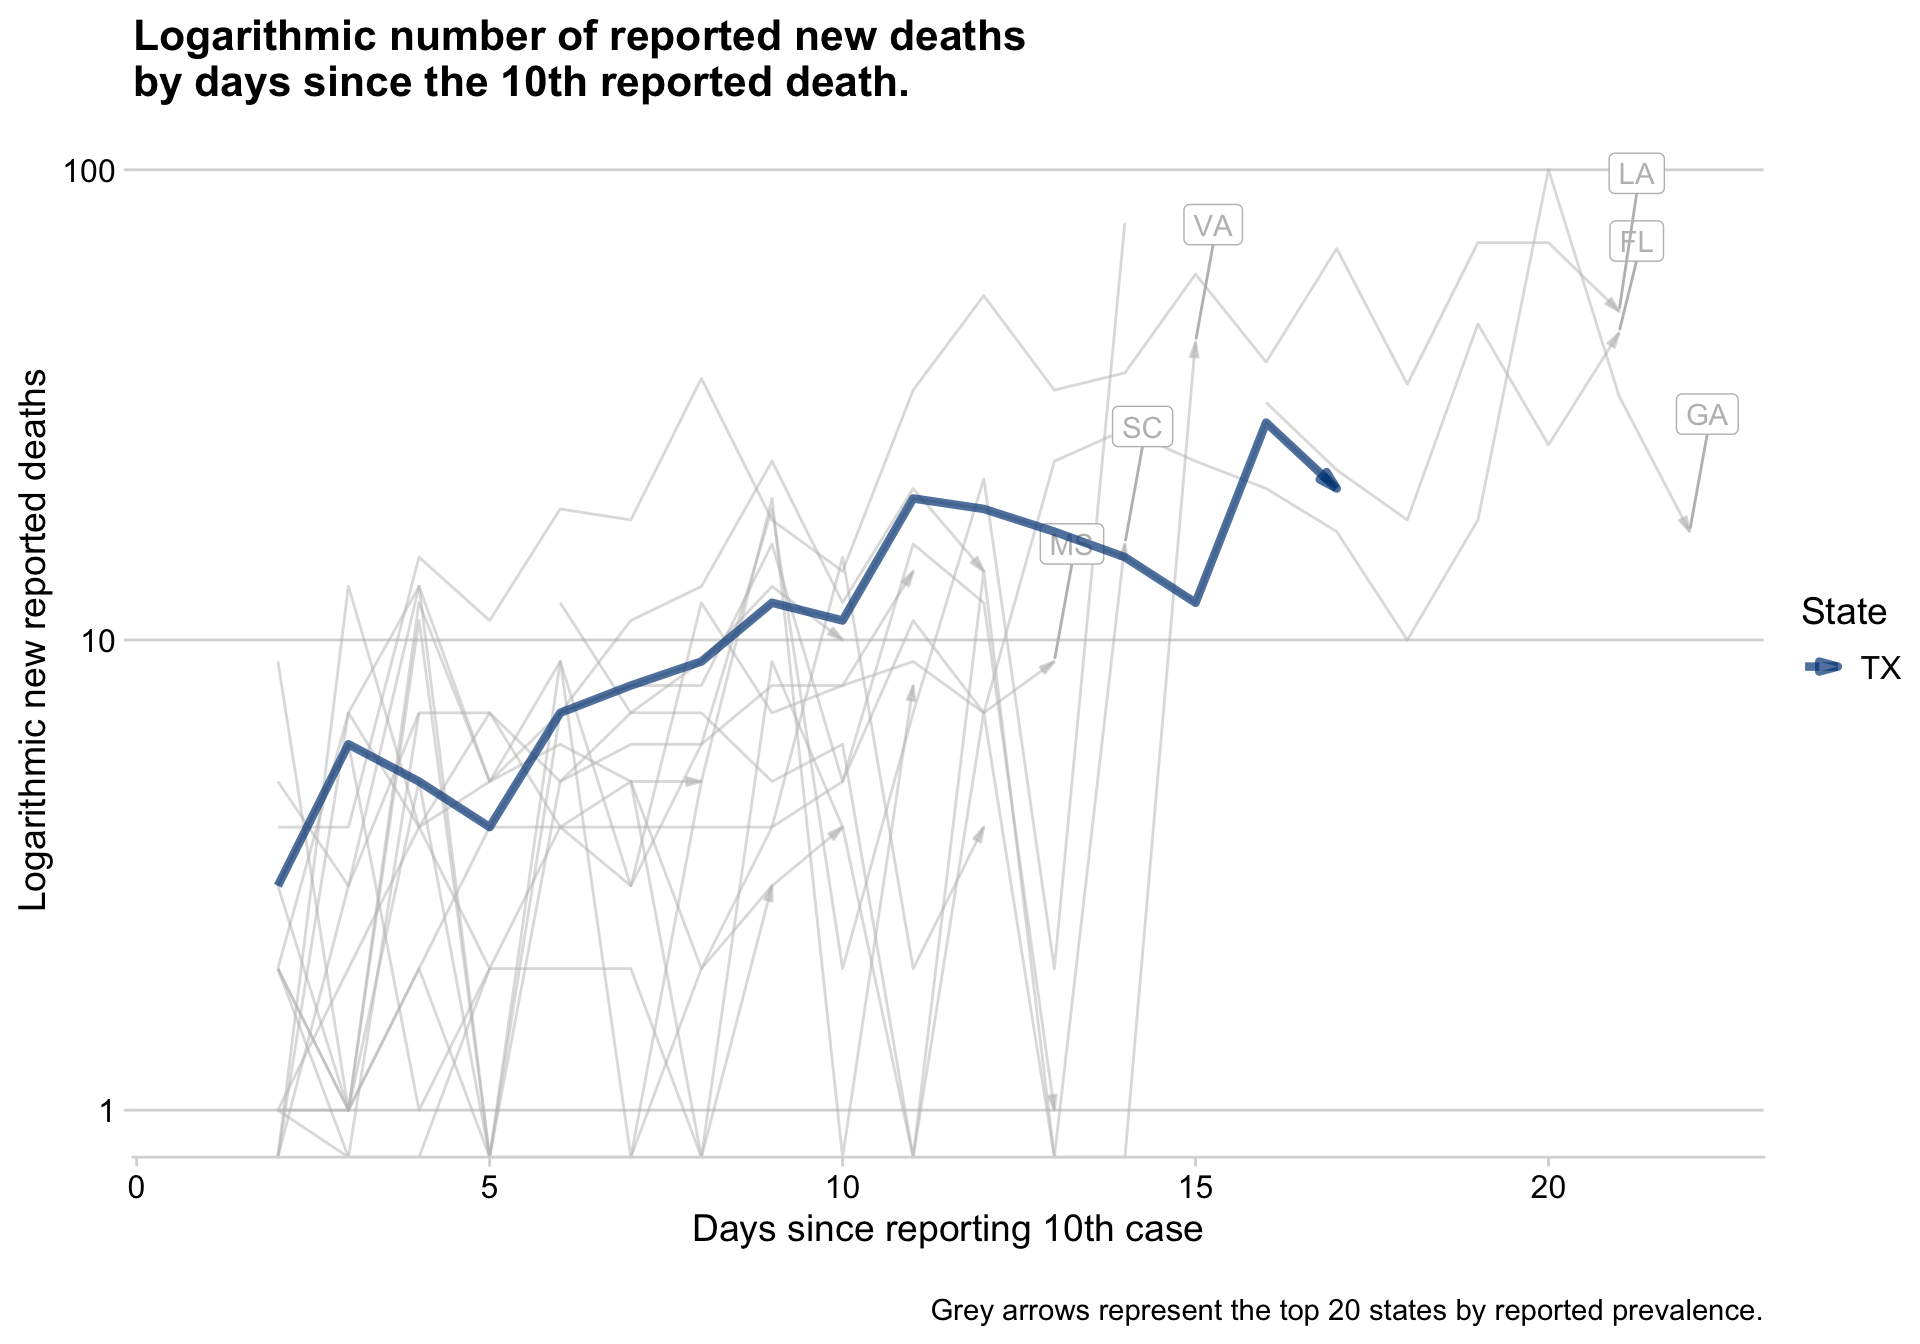 Logarithmic number of reported new deaths
by days since the 10th reported death.
100
LA
VA
FL
GA
SC
MS
10
1
Logarithmic new reported deaths
State
TX
0
5
10
15
20
Days since reporting 10th case
Grey arrows represent the top 20 states by reported prevalence.